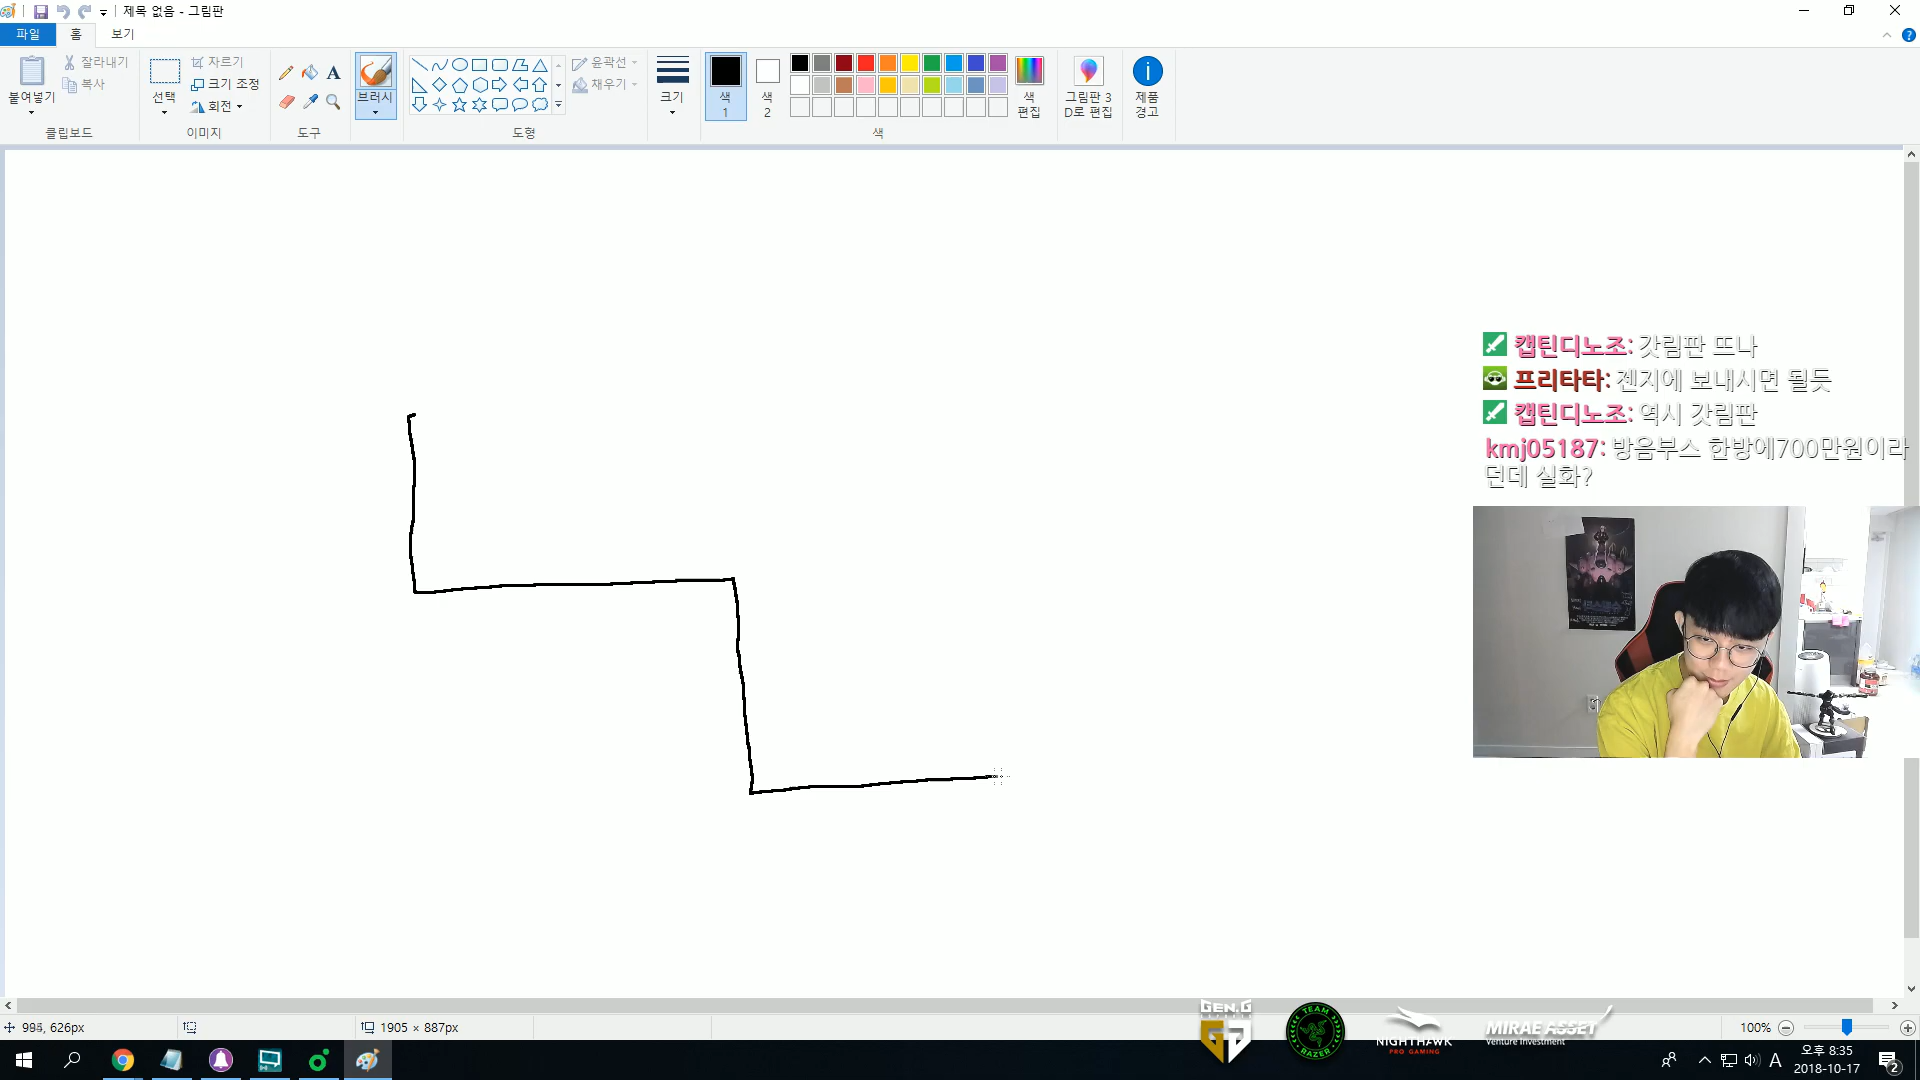 제목 없음 - 그림판
파일 홈 보기
붙여넣기
잘라내기
복사
클립보드
선택
자르기
크기 조정
회전
이미지
A
도구
브러시
윤곽선
채우기
도형
크기
색
1
색
2
색
편집
색
그림판 3
D로 편집
제품
경고
캡틴디노조: 갓림판 뜨나
프리타타: 젠지에 보내시면 될듯
캡틴디노조: 역시 갓림판
kmj05187: 방음부스 한방에700만원이라
던데 실화?
1905 × 887px
100%
GEN.G
TEAM
RAZER
NIGHTHAWK
PRO GAMING
MIRAE ASSET
Venture Investment
A
오후 8:35
2018-10-17
2